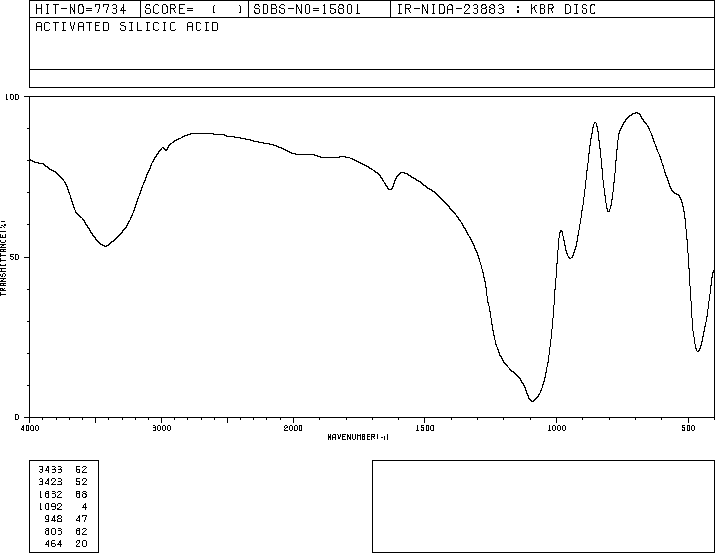 HIT-NO=7734 SCORE= ( ) SDBS-NO=15801 IR-NIDA-23883 : KBR DISC
ACTIVATED SILICIC ACID
100
TRANSMITTANCE(%)
50
0
4000 3000 2000 1500 1000 500
WAVENUMBER(-1)
3433 52
3423 52
1632 68
1092 4
948 47
803 62
464 20